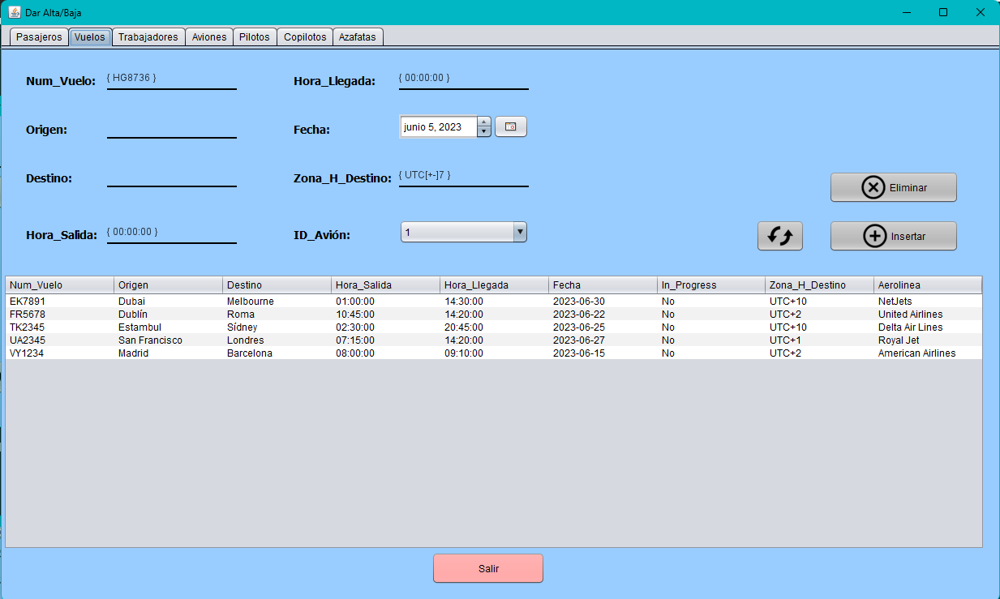 Dar Alta/Baja
Pasajeros Vuelos Trabajadores Aviones Pilotos Copilotos Azafatas
Num_Vuelo: { HG8736 } Hora_Llegada: { 00:00:00 }
Origen: Fecha: junio 5, 2023
Destino: Zona_H_Destino: { UTC[+-]7 }
Eliminar
Hora_Salida: { 00:00:00 } ID_Avión: 1
Insertar
Num_Vuelo Origen Destino Hora_Salida Hora_Llegada Fecha In_Progress Zona_H_Destino Aerolinea
EK7891 Dubai Melbourne 01:00:00 14:30:00 2023-06-30 No UTC+10 NetJets
FR5678 Dublín Roma 10:45:00 14:20:00 2023-06-22 No UTC+2 United Airlines
TK2345 Estambul Sídney 02:30:00 20:45:00 2023-06-25 No UTC+10 Delta Air Lines
UA2345 San Francisco Londres 07:15:00 14:20:00 2023-06-27 No UTC+1 Royal Jet
VY1234 Madrid Barcelona 08:00:00 09:10:00 2023-06-15 No UTC+2 American Airlines
Salir